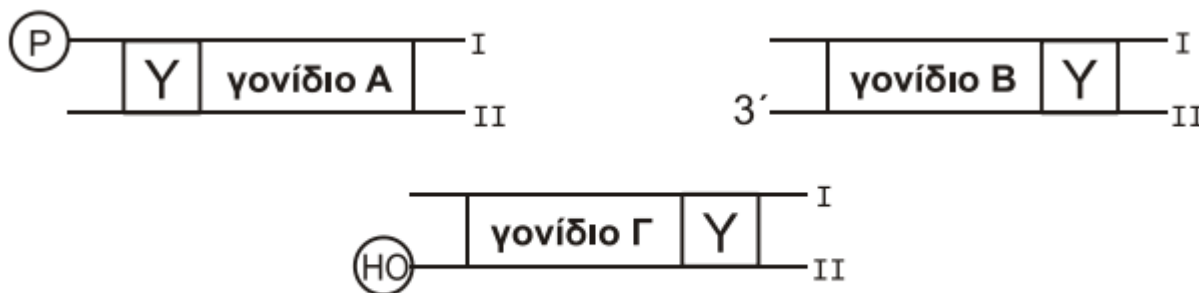 P I Υ γονίδιο Α II
I γονίδιο Β Υ 3΄ II
I γονίδιο Γ Υ HO II